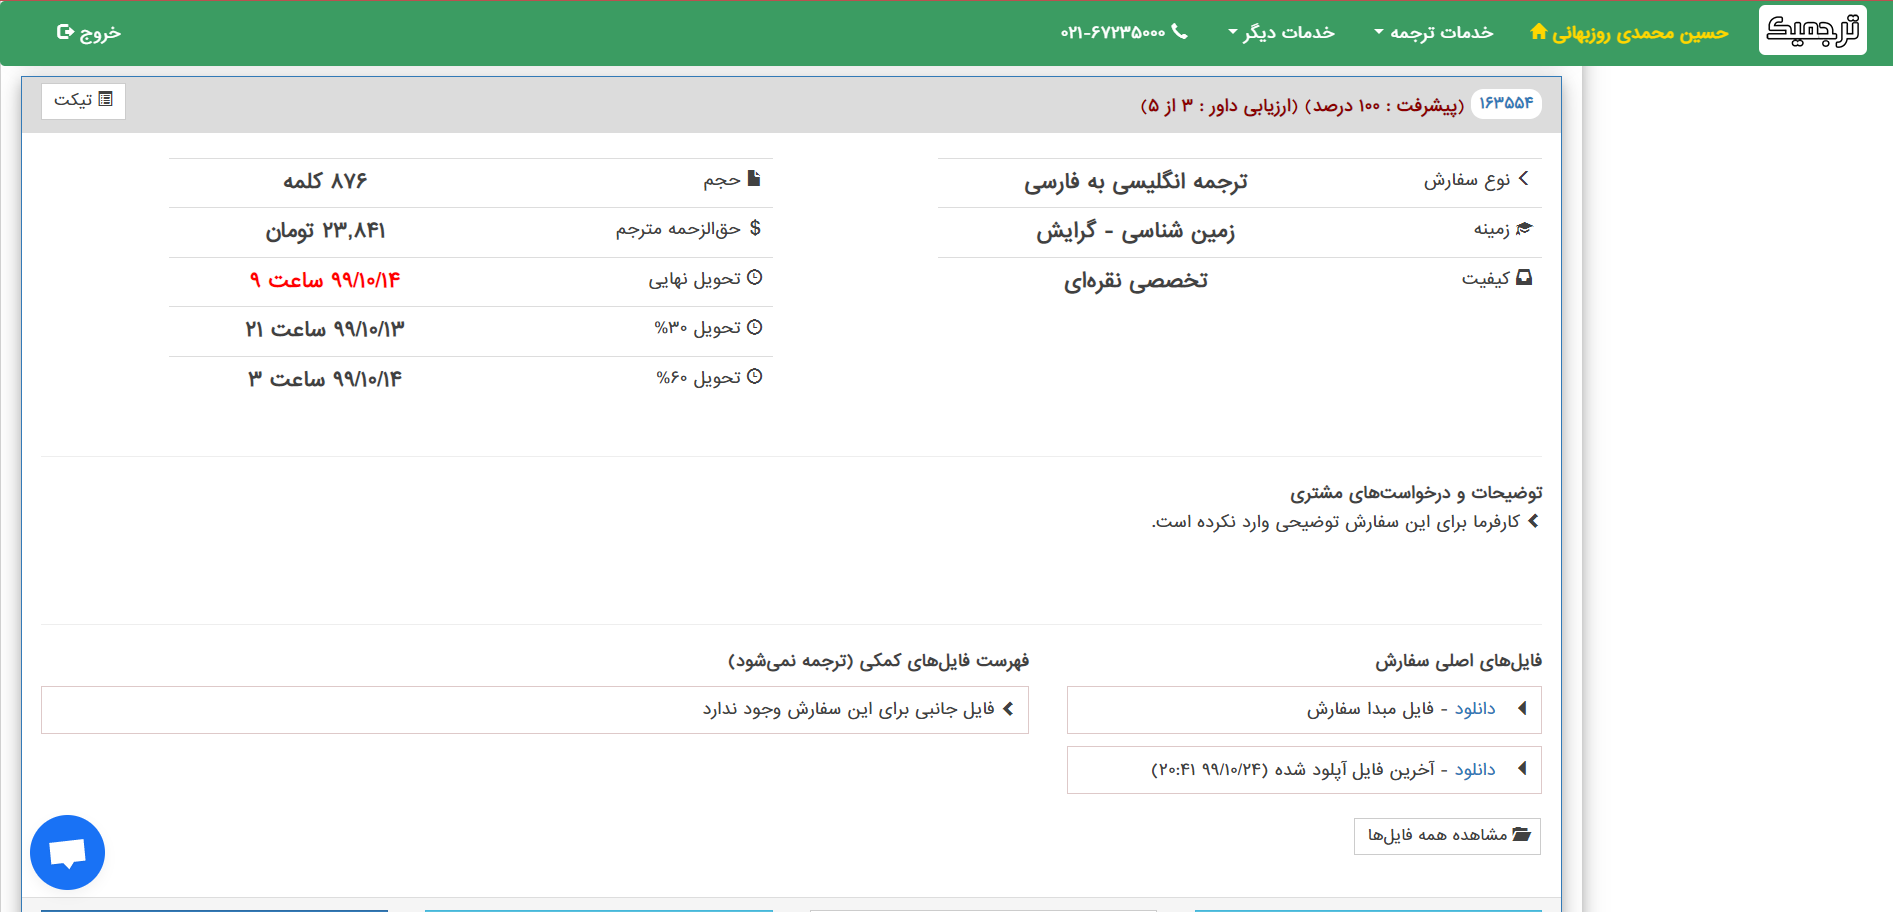 ترجمیک
حسین محمدی روزبهانی
خدمات ترجمه
خدمات دیگر
۰۲۱-۶۷۲۳۵۰۰۰
خروج
۱۶۳۵۵۴ (پیشرفت : ۱۰۰ درصد) (ارزیابی داور : ۳ از ۵)
تیکت
نوع سفارش ترجمه انگلیسی به فارسی
زمینه زمین شناسی - گرایش
کیفیت تخصصی نقره‌ای
حجم ۸۷۶ کلمه
حق‌الزحمه مترجم ۲۳,۸۴۱ تومان
تحویل نهایی ۹۹/۱۰/۱۴ ساعت ۹
تحویل ۳۰% ۹۹/۱۰/۱۳ ساعت ۲۱
تحویل ۶۰% ۹۹/۱۰/۱۴ ساعت ۳
توضیحات و درخواست‌های مشتری
کارفرما برای این سفارش توضیحی وارد نکرده است.
فایل‌های اصلی سفارش
دانلود - فایل مبدا سفارش
دانلود - آخرین فایل آپلود شده (۹۹/۱۰/۲۴ ۲۰:۴۱)
مشاهده همه فایل‌ها
فهرست فایل‌های کمکی (ترجمه نمی‌شود)
فایل جانبی برای این سفارش وجود ندارد